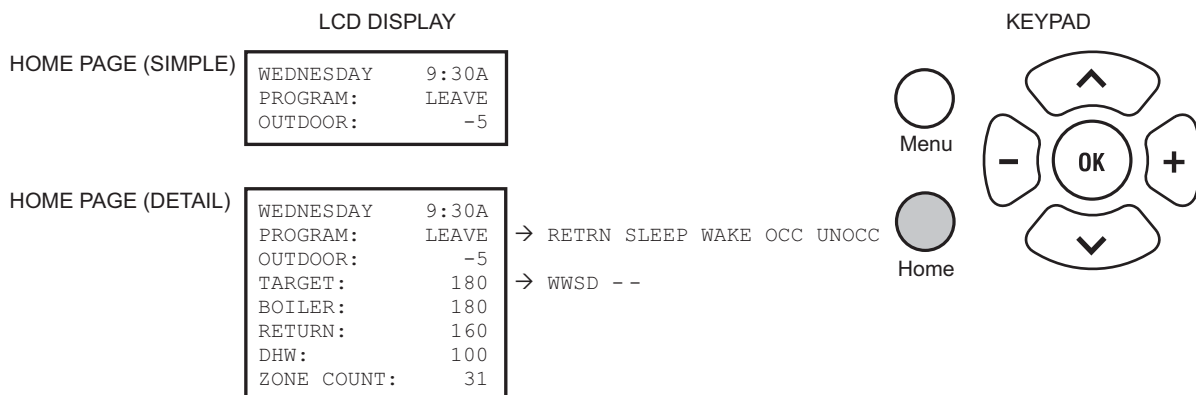 LCD DISPLAY
KEYPAD
HOME PAGE (SIMPLE)
WEDNESDAY 9:30A
PROGRAM: LEAVE
OUTDOOR: -5
Menu
- OK +
Home
HOME PAGE (DETAIL)
WEDNESDAY 9:30A
PROGRAM: LEAVE → RETRN SLEEP WAKE OCC UNOCC
OUTDOOR: -5
TARGET: 180 → WWSD --
BOILER: 180
RETURN: 160
DHW: 100
ZONE COUNT: 31